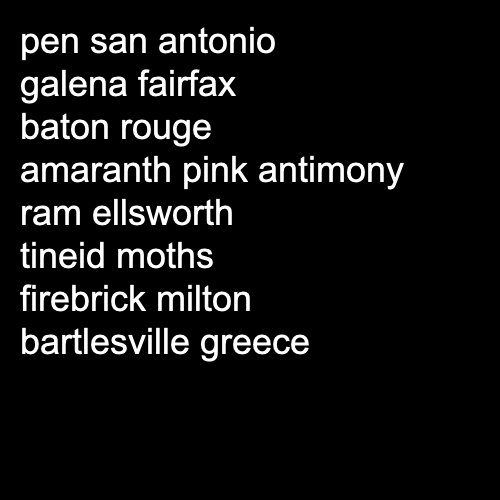 pen san antonio
galena fairfax
baton rouge
amaranth pink antimony
ram ellsworth
tineid moths
firebrick milton
bartlesville greece